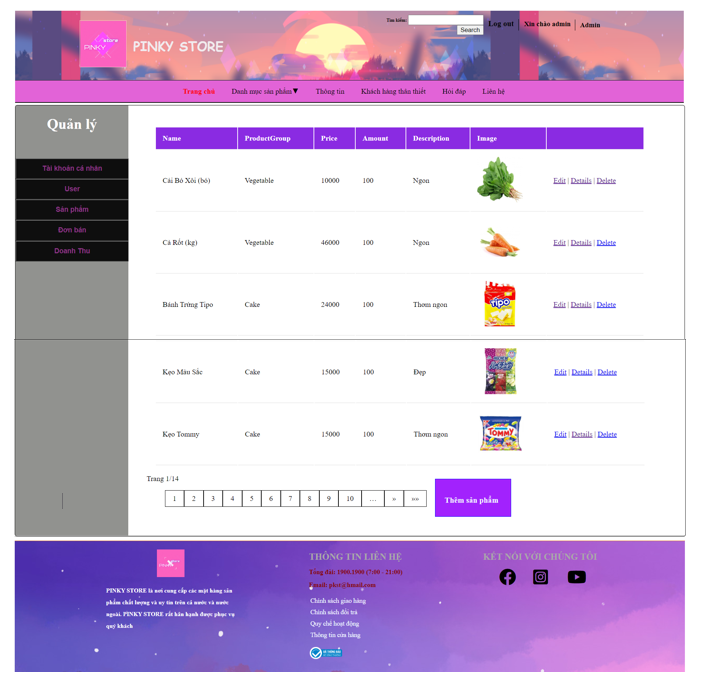 Tìm kiếm:
Search
Log out
Xin chào admin
Admin
PINKY store
PINKY STORE
Trang chủ Danh mục sản phẩm▼ Thông tin Khách hàng thân thiết Hỏi đáp Liên hệ
Quản lý
Tài khoản cá nhân
User
Sản phẩm
Đơn bán
Doanh Thu
Name ProductGroup Price Amount Description Image
Cải Bó Xôi (bó) Vegetable 10000 100 Ngon Edit | Details | Delete
Cà Rốt (kg) Vegetable 46000 100 Ngon Edit | Details | Delete
Bánh Trứng Tipo Cake 24000 100 Thơm ngon Edit | Details | Delete
Tipo
Kẹo Màu Sắc Cake 15000 100 Đẹp Edit | Details | Delete
Kẹo Tommy Cake 15000 100 Thơm ngon Edit | Details | Delete
TOMMY
Trang 1/14
1 2 3 4 5 6 7 8 9 10 … » »»
Thêm sản phẩm
PINKY STORE là nơi cung cấp các mặt hàng sản
phẩm chất lượng và uy tín trên cả nước và nước
ngoài. PINKY STORE rất hân hạnh được phục vụ
quý khách
THÔNG TIN LIÊN HỆ
Tổng đài: 1900.1900 (7:00 - 21:00)
Chính sách giao hàng
Chính sách đổi trả
Quy chế hoạt động
Thông tin cửa hàng
KẾT NỐI VỚI CHÚNG TÔI